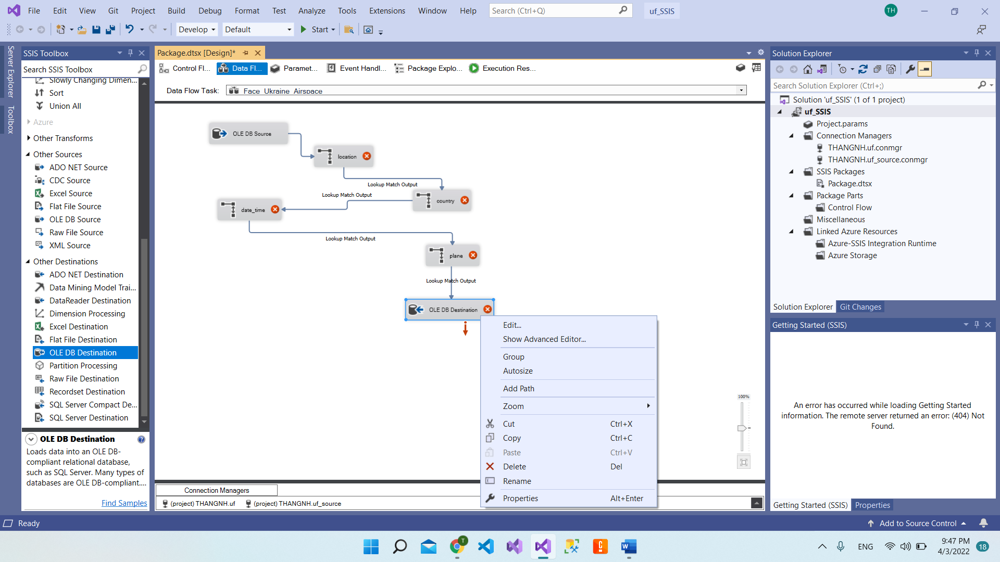 File Edit View Git Project Build Debug Format Test Analyze Tools Extensions Window Help Search (Ctrl+Q) uf_SSIS TH
Develop Default Start
Server Explorer
Toolbox
SSIS Toolbox
Search SSIS Toolbox
Slowly Changing Dimen...
Sort
Union All
Azure
Other Transforms
Other Sources
ADO NET Source
CDC Source
Excel Source
Flat File Source
OLE DB Source
Raw File Source
XML Source
Other Destinations
ADO NET Destination
Data Mining Model Trai...
DataReader Destination
Dimension Processing
Excel Destination
Flat File Destination
OLE DB Destination
Partition Processing
Raw File Destination
Recordset Destination
SQL Server Compact De...
SQL Server Destination
OLE DB Destination
Loads data into an OLE DB-
compliant relational database,
such as SQL Server. Many types of
databases are OLE DB-compliant....
Find Samples
Package.dtsx [Design]*
Control Fl... Data Fl... Paramet... Event Handl... Package Explo... Execution Res...
Data Flow Task: Face_Ukraine_Airspace
OLE DB Source
location
Lookup Match Output
Lookup Match Output
country
date_time
Lookup Match Output
plane
Lookup Match Output
OLE DB Destination
Edit...
Show Advanced Editor...
Group
Autosize
Add Path
Zoom
Cut Ctrl+X
Copy Ctrl+C
Paste Ctrl+V
Delete Del
Rename
Properties Alt+Enter
100%
Connection Managers
(project) THANGNH.uf (project) THANGNH.uf_source
Solution Explorer
Search Solution Explorer (Ctrl+;)
Solution 'uf_SSIS' (1 of 1 project)
uf_SSIS
Project.params
Connection Managers
THANGNH.uf.conmgr
THANGNH.uf_source.conmgr
SSIS Packages
Package.dtsx
Package Parts
Control Flow
Miscellaneous
Linked Azure Resources
Azure-SSIS Integration Runtime
Azure Storage
Solution Explorer Git Changes
Getting Started (SSIS)
An error has occurred while loading Getting Started
information. The remote server returned an error: (404) Not
Found.
Getting Started (SSIS) Properties
Ready
Add to Source Control
T
ENG
9:47 PM
4/3/2022
18